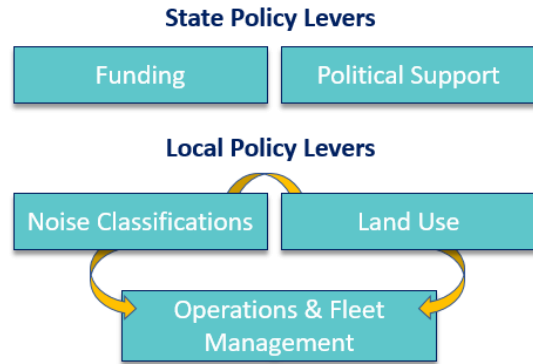 State Policy Levers
Funding
Political Support
Local Policy Levers
Noise Classifications
Land Use
Operations & Fleet
Management